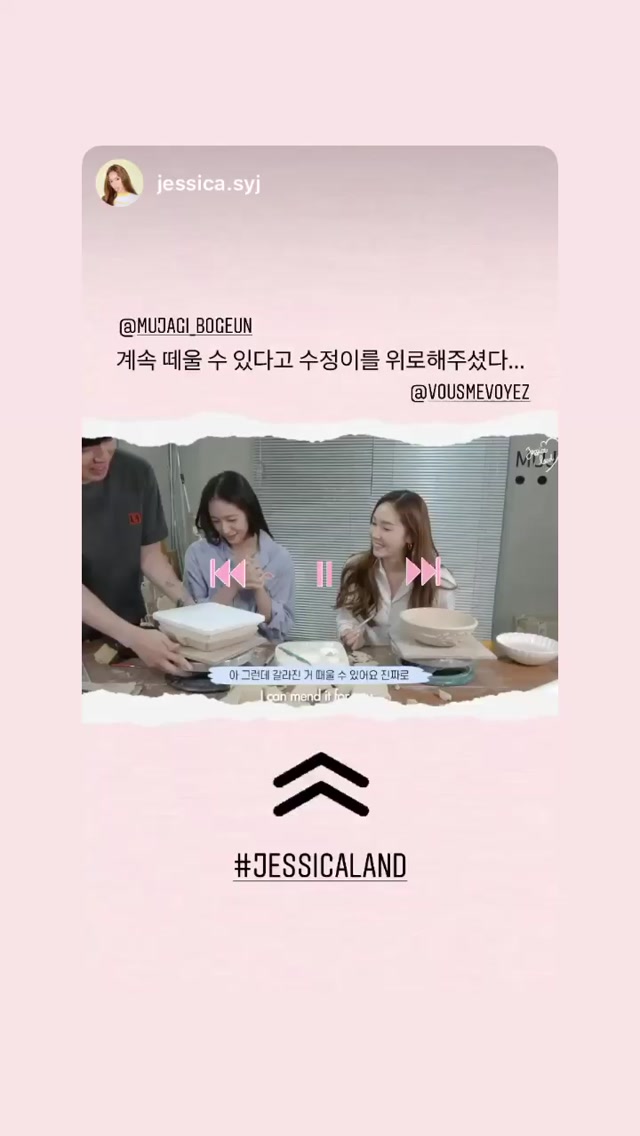 jessica.syj
@MUJAGI_BOGEUN
계속 떼울 수 있다고 수정이를 위로해주셨다...
@VOUSMEVOYEZ
아 그런데 갈라진 거 때울 수 있어요 진짜로
I can mend it for
#JESSICALAND